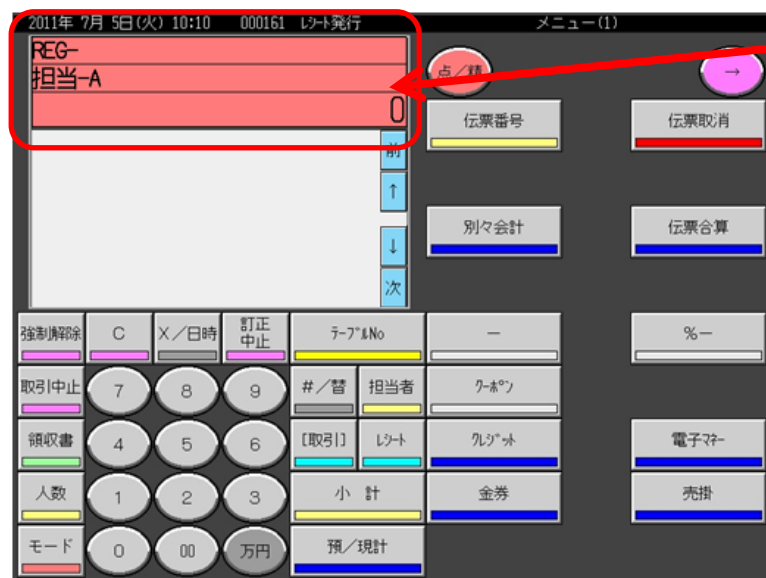 2011年 7月 5日(火) 10:10 000161 ﾚｼｰﾄ発行 メニュー(1)
REG-
担当-A
0
点／精 →
伝票番号 伝票取消
前
↑
別々会計 伝票合算
↓
次
強制解除 C X／日時 訂正中止 ﾃｰﾌﾞﾙNo － %－
取引中止 7 8 9 #／替 担当者 ｸｰﾎﾟﾝ
領収書 4 5 6 [取引] ﾚｼｰﾄ ｸﾚｼﾞｯﾄ 電子ﾏﾈｰ
人数 1 2 3 小 計 金券 売掛
モード 0 00 万円 預／現計